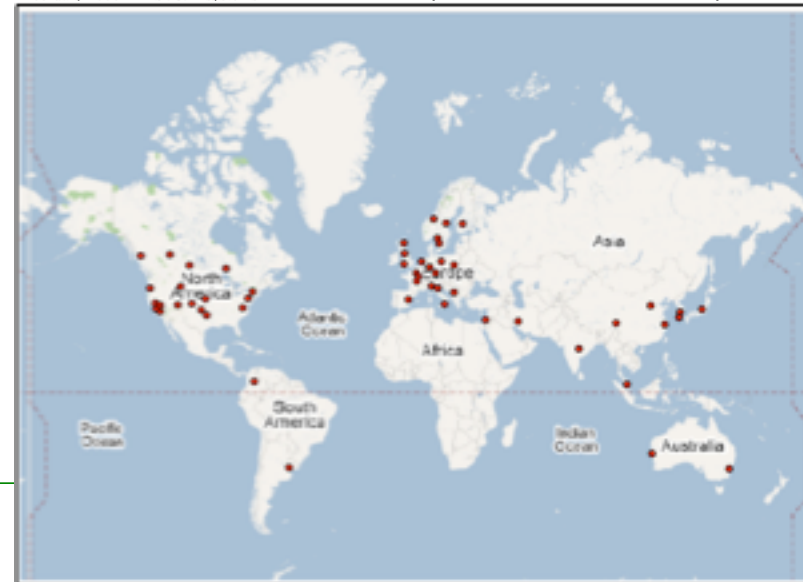 Asia
North
America
Europe
Atlantic
Ocean
Africa
South
America
Pacific
Ocean
Indian
Ocean
Australia